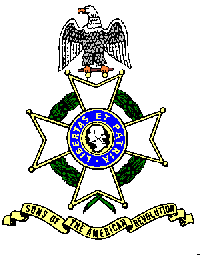 LIBERTAS ET PATRIA
SONS OF THE AMERICAN REVOLUTION